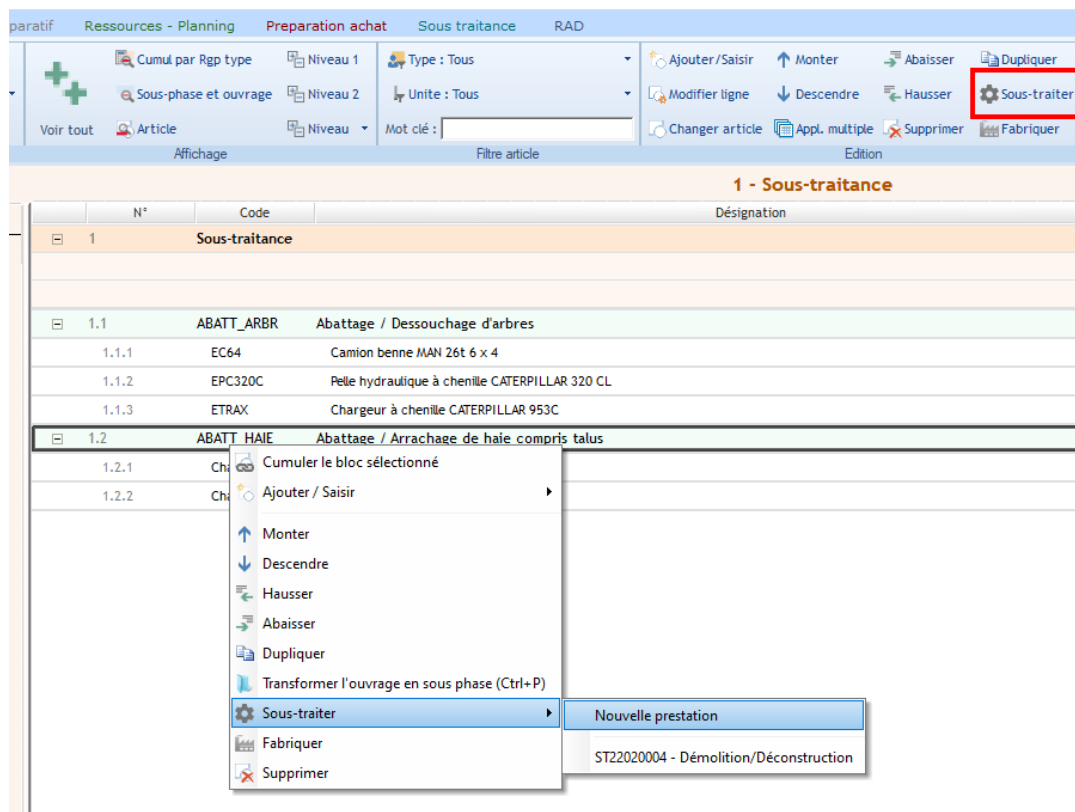 paratif Ressources - Planning Preparation achat Sous traitance RAD
Cumul par Rgp type Niveau 1 Type : Tous Ajouter/Saisir Monter Abaisser Dupliquer
Sous-phase et ouvrage Niveau 2 Unite : Tous Modifier ligne Descendre Hausser Sous-traiter
Voir tout Article Niveau Mot clé : Changer article Appl. multiple Supprimer Fabriquer
Affichage Filtre article Edition
1 - Sous-traitance
N° Code Désignation
1 Sous-traitance
1.1 ABATT_ARBR Abattage / Dessouchage d'arbres
1.1.1 EC64 Camion benne MAN 26t 6 x 4
1.1.2 EPC320C Pelle hydraulique à chenille CATERPILLAR 320 CL
1.1.3 ETRAX Chargeur à chenille CATERPILLAR 953C
1.2 ABATT_HAIE Abattage / Arrachage de haie compris talus
1.2.1
1.2.2
Cumuler le bloc sélectionné
Ajouter / Saisir
Monter
Descendre
Hausser
Abaisser
Dupliquer
Transformer l'ouvrage en sous phase (Ctrl+P)
Sous-traiter
Nouvelle prestation
Fabriquer
ST22020004 - Démolition/Déconstruction
Supprimer